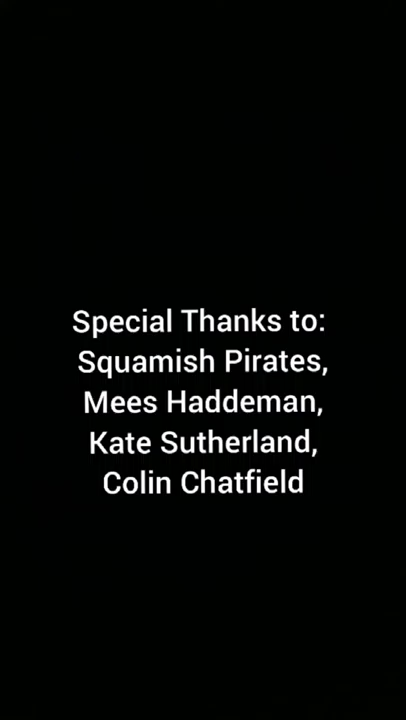 Special Thanks to:
Squamish Pirates,
Mees Haddeman,
Kate Sutherland,
Colin Chatfield